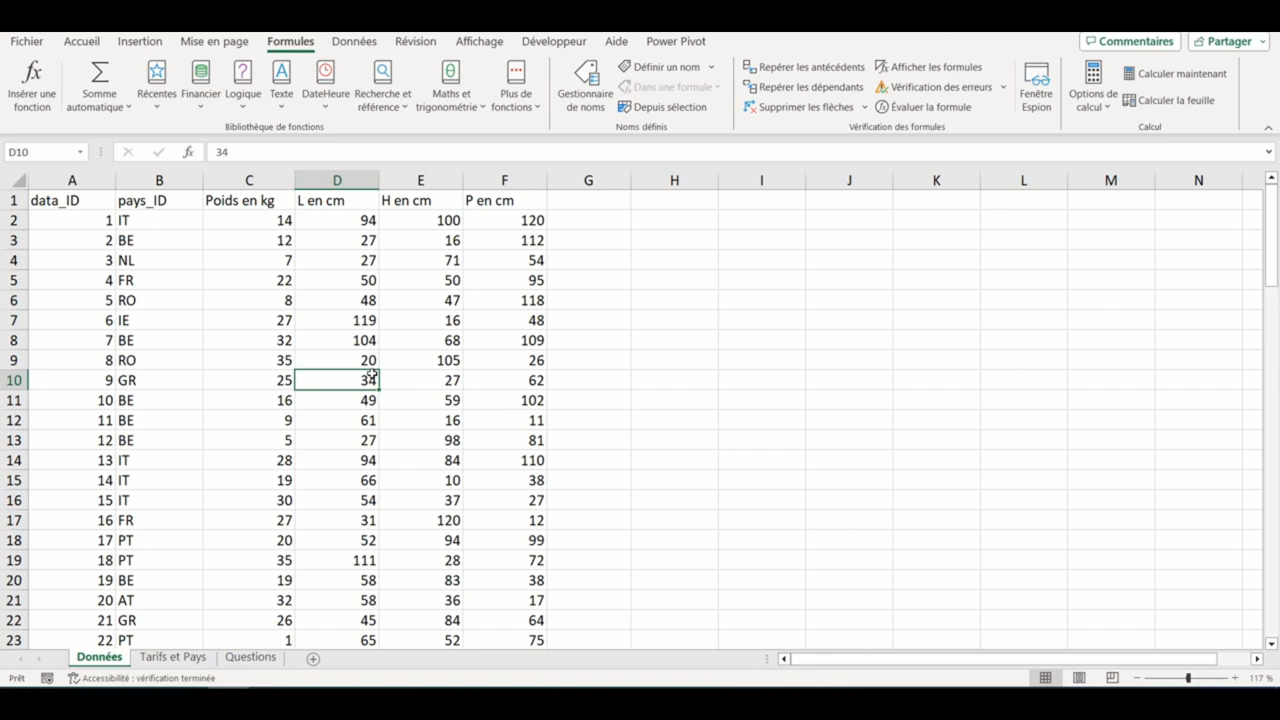 Fichier Accueil Insertion Mise en page Formules Données Révision Affichage Développeur Aide Power Pivot Commentaires Partager
Insérer une fonction Somme automatique Récentes Financier Logique Texte DateHeure Recherche et référence Maths et trigonométrie Plus de fonctions
Bibliothèque de fonctions
Gestionnaire de noms Définir un nom Dans une formule Depuis sélection
Noms définis
Repérer les antécédents Afficher les formules
Repérer les dépendants Vérification des erreurs
Supprimer les flèches Évaluer la formule
Fenêtre Espion
Vérification des formules
Options de calcul Calculer maintenant Calculer la feuille
Calcul
D10 fx 34
A B C D E F G H I J K L M N
1 data_ID pays_ID Poids en kg L en cm H en cm P en cm
2 1 IT 14 94 100 120
3 2 BE 12 27 16 112
4 3 NL 7 27 71 54
5 4 FR 22 50 50 95
6 5 RO 8 48 47 118
7 6 IE 27 119 16 48
8 7 BE 32 104 68 109
9 8 RO 35 20 105 26
10 9 GR 25 34 27 62
11 10 BE 16 49 59 102
12 11 BE 9 61 16 11
13 12 BE 5 27 98 81
14 13 IT 28 94 84 110
15 14 IT 19 66 10 38
16 15 IT 30 54 37 27
17 16 FR 27 31 120 12
18 17 PT 20 52 94 99
19 18 PT 35 111 28 72
20 19 BE 19 58 83 38
21 20 AT 32 58 36 17
22 21 GR 26 45 84 64
23 22 PT 1 65 52 75
Données Tarifs et Pays Questions
Prêt Accessibilité : vérification terminée 117 %